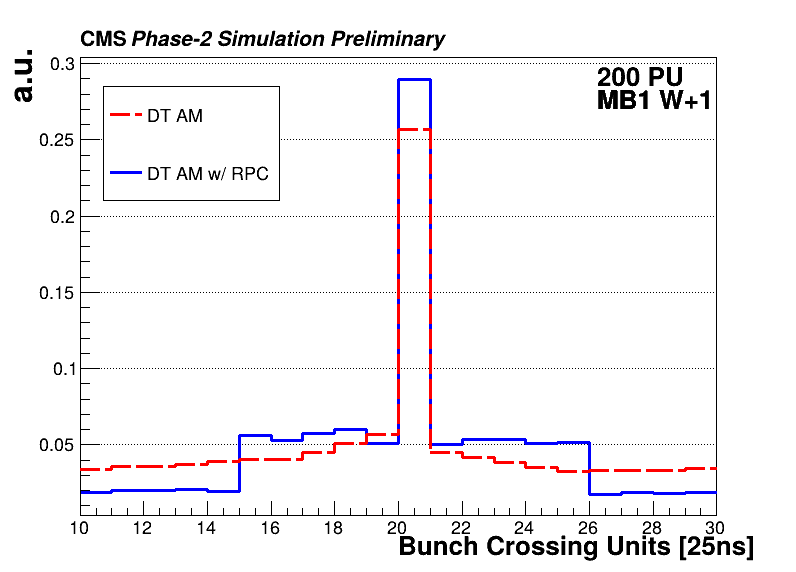 CMS Phase-2 Simulation Preliminary
a.u.
200 PU
MB1 W+1
DT AM
DT AM w/ RPC
0.3
0.25
0.2
0.15
0.1
0.05
10 12 14 16 18 20 22 24 26 28 30
Bunch Crossing Units [25ns]